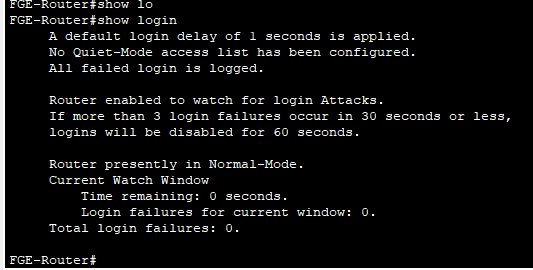 FGE-Router#show lo
FGE-Router#show login
A default login delay of 1 seconds is applied.
No Quiet-Mode access list has been configured.
All failed login is logged.
Router enabled to watch for login Attacks.
If more than 3 login failures occur in 30 seconds or less,
logins will be disabled for 60 seconds.
Router presently in Normal-Mode.
Current Watch Window
Time remaining: 0 seconds.
Login failures for current window: 0.
Total login failures: 0.
FGE-Router#